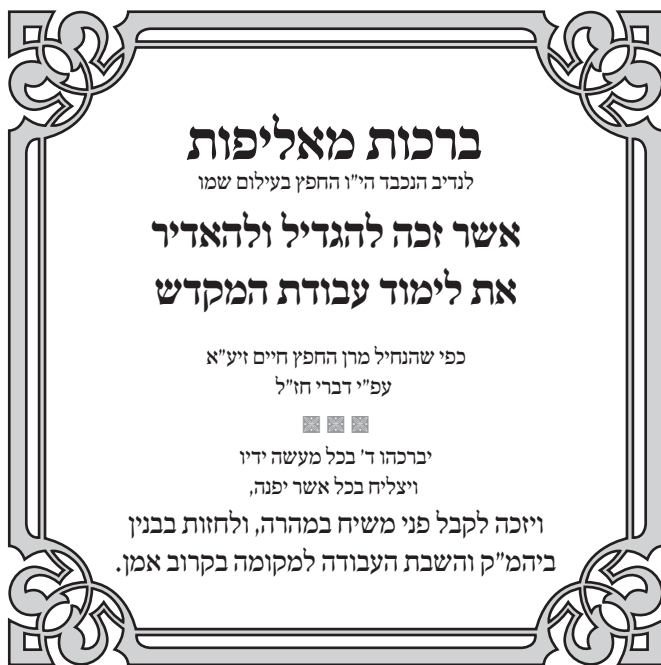 ברכות מאליפות
לנדיב הנכבד הי״ו החפץ בעילום שמו
אשר זכה להגדיל ולהאדיר
את לימוד עבודת המקדש
כפי שהנחיל מרן החפץ חיים זיע״א
עפ״י דברי חז״ל
יברכהו ד׳ בכל מעשה ידיו
ויצליח בכל אשר יפנה,
ויזכה לקבל פני משיח במהרה, ולחזות בבנין
ביהמ״ק והשבת העבודה למקומה בקרוב אמן.